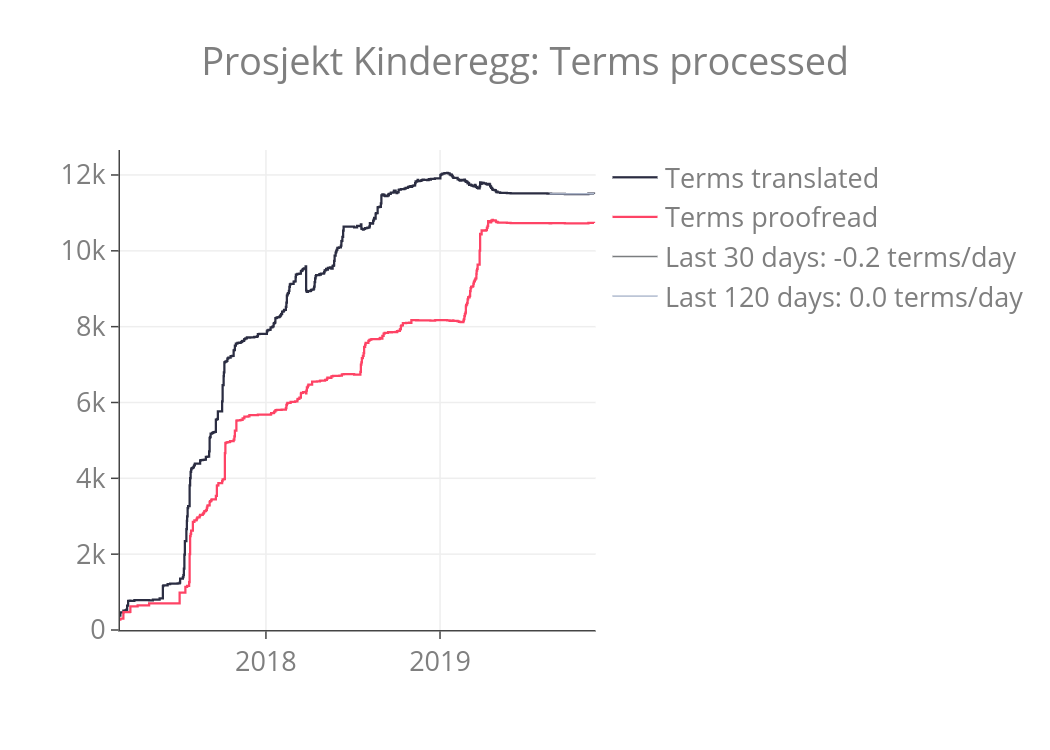 Prosjekt Kinderegg: Terms processed
12k
10k
8k
6k
4k
2k
0
2018
2019
Terms translated
Terms proofread
Last 30 days: -0.2 terms/day
Last 120 days: 0.0 terms/day